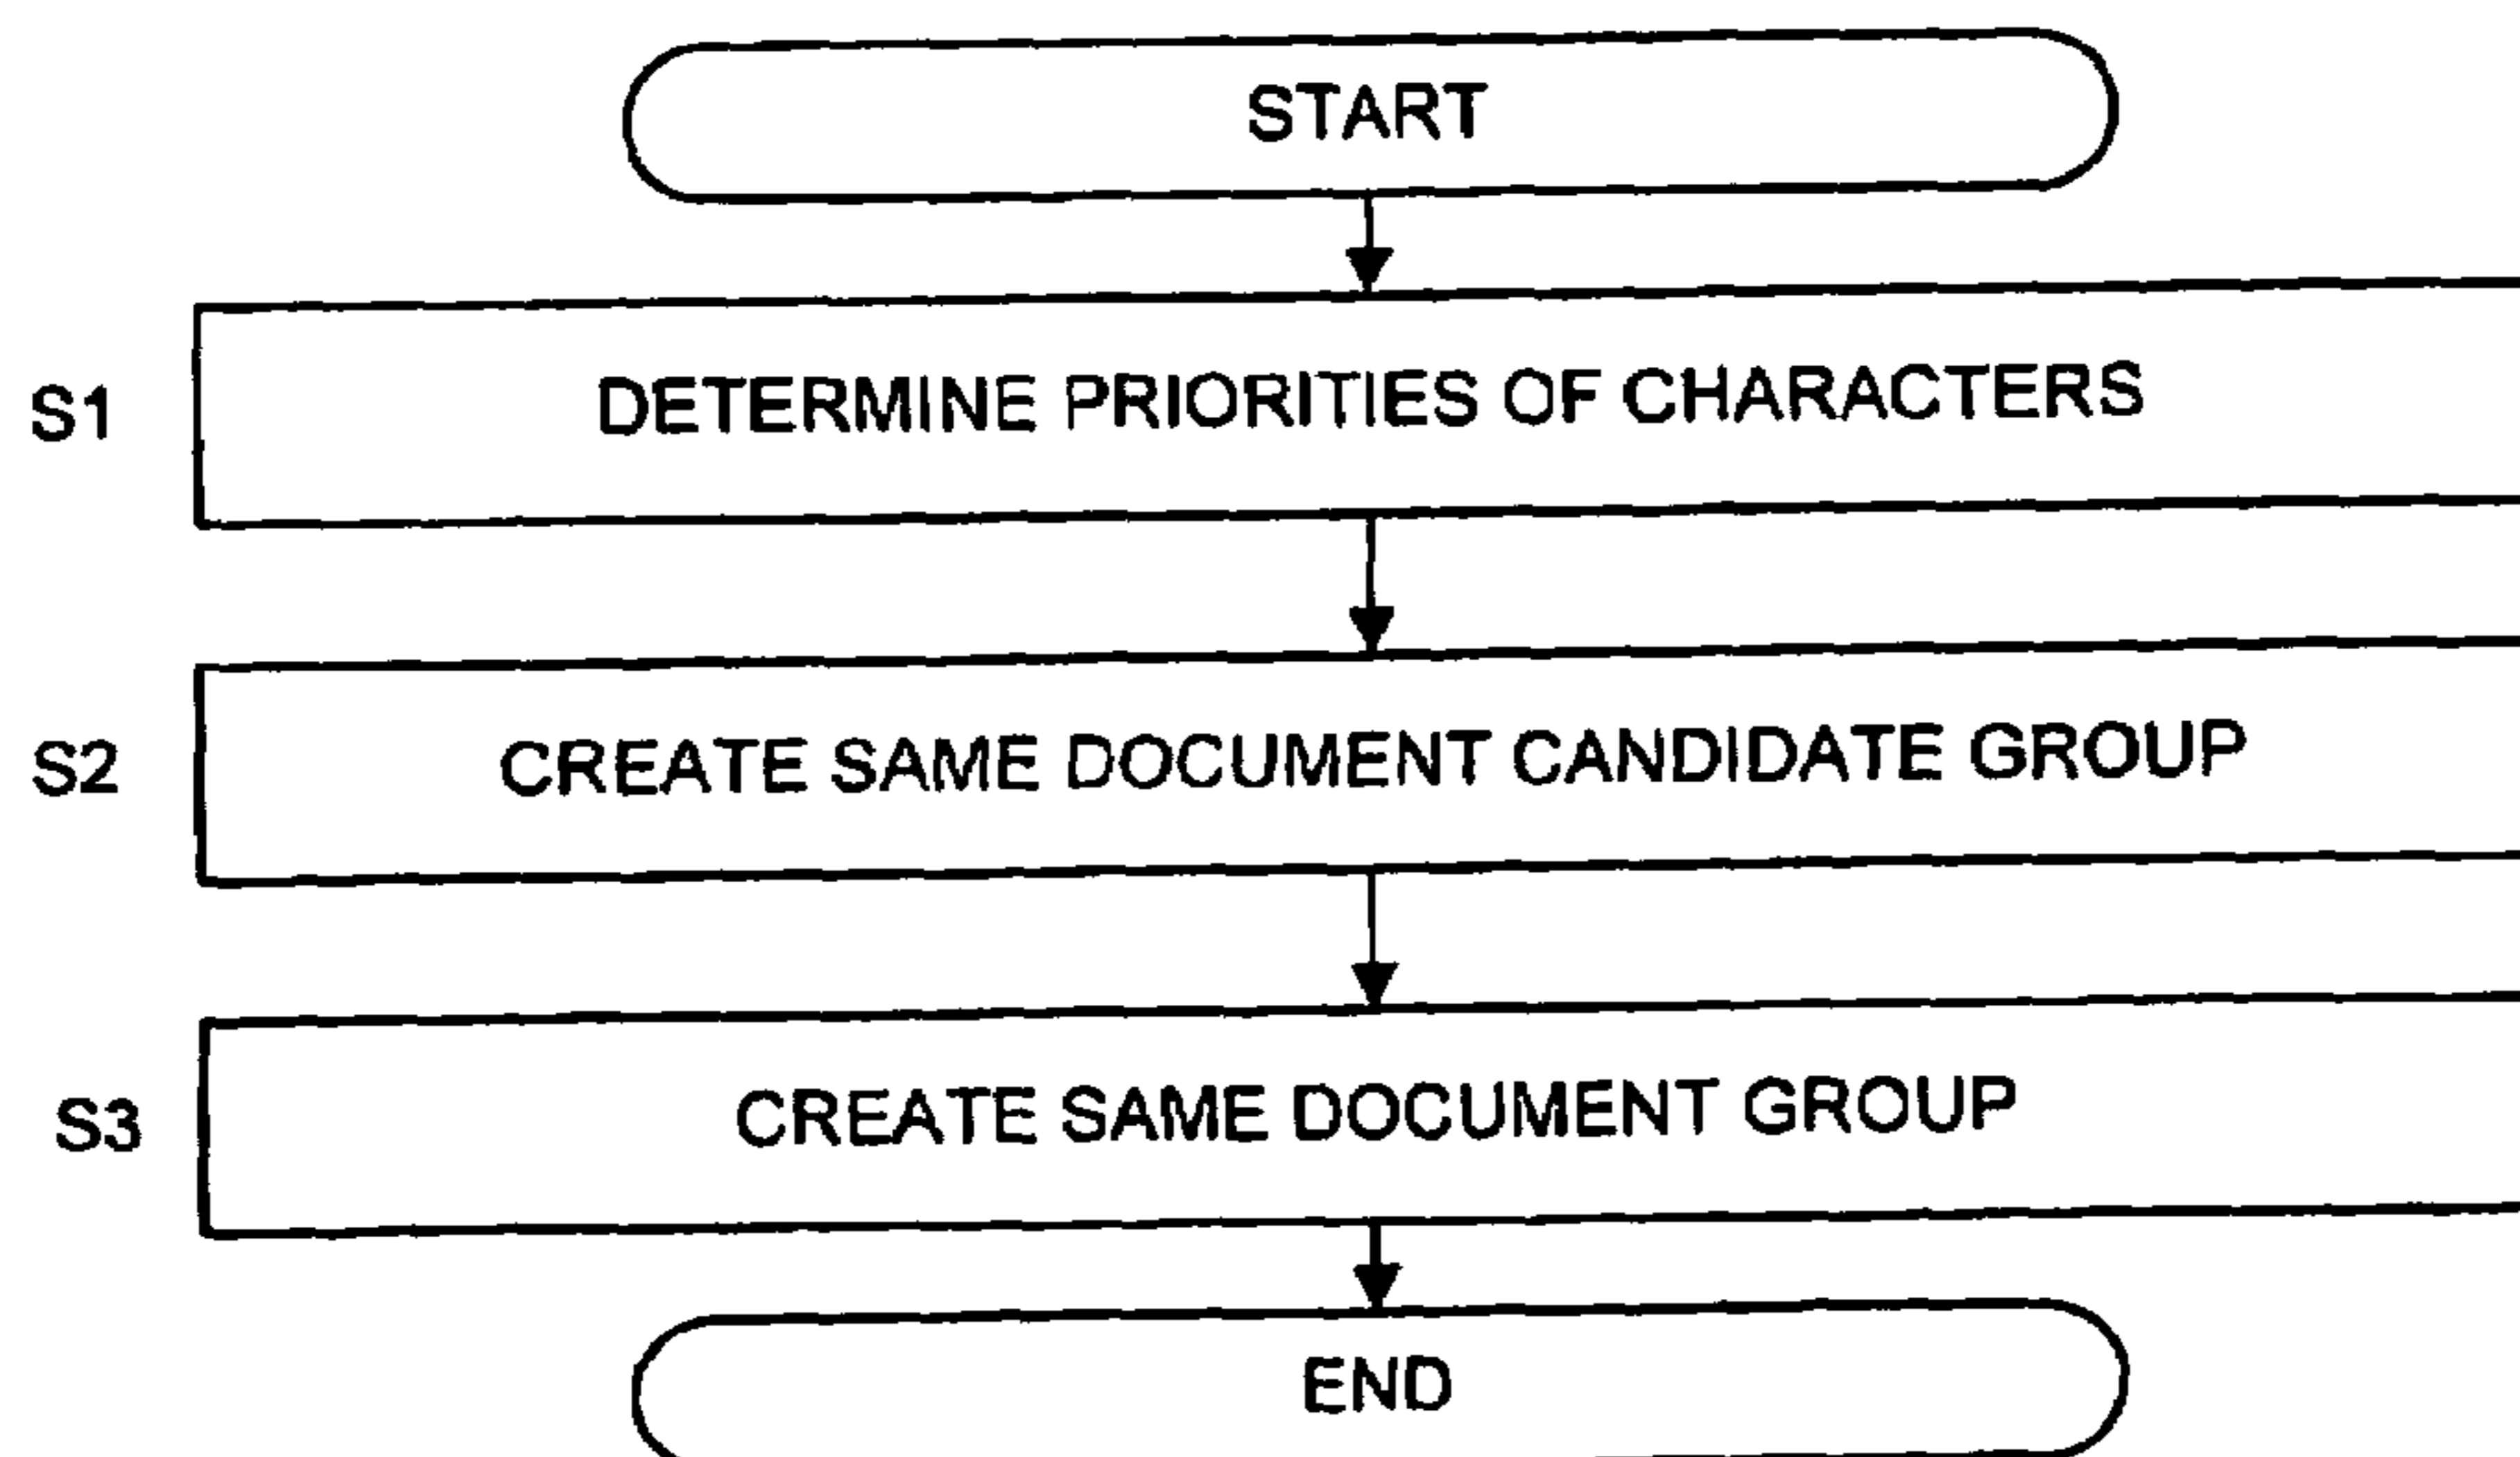 START
S1 DETERMINE PRIORITIES OF CHARACTERS
S2 CREATE SAME DOCUMENT CANDIDATE GROUP
S3 CREATE SAME DOCUMENT GROUP
END